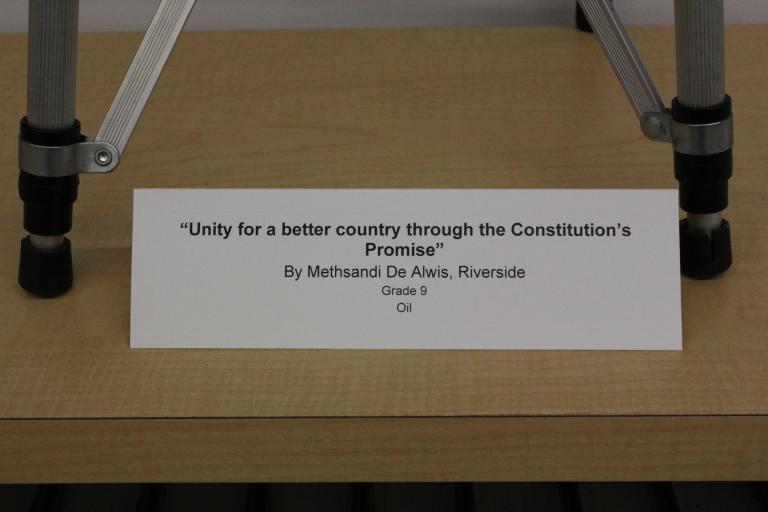 “Unity for a better country through the Constitution’s
Promise”
By Methsandi De Alwis, Riverside
Grade 9
Oil